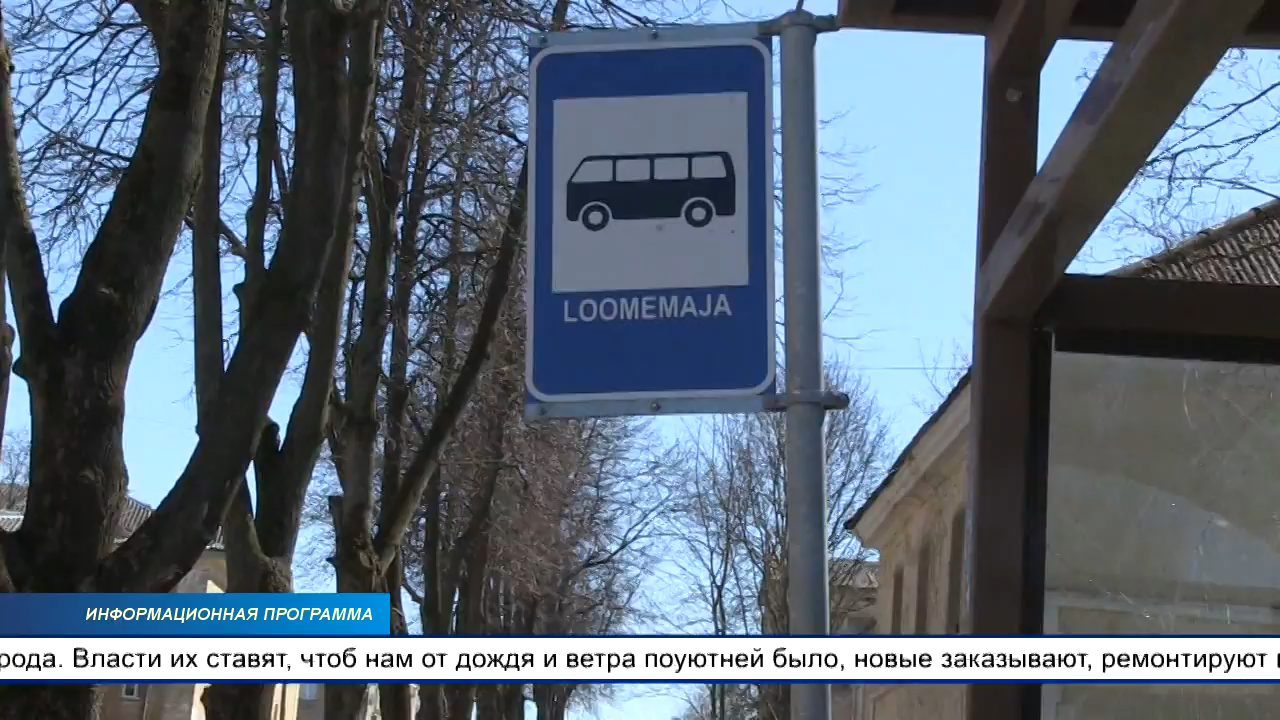 LOOMEMAJA
ИНФОРМАЦИОННАЯ ПРОГРАММА
рода. Власти их ставят, чтоб нам от дождя и ветра поуютней было, новые заказывают, ремонтируют